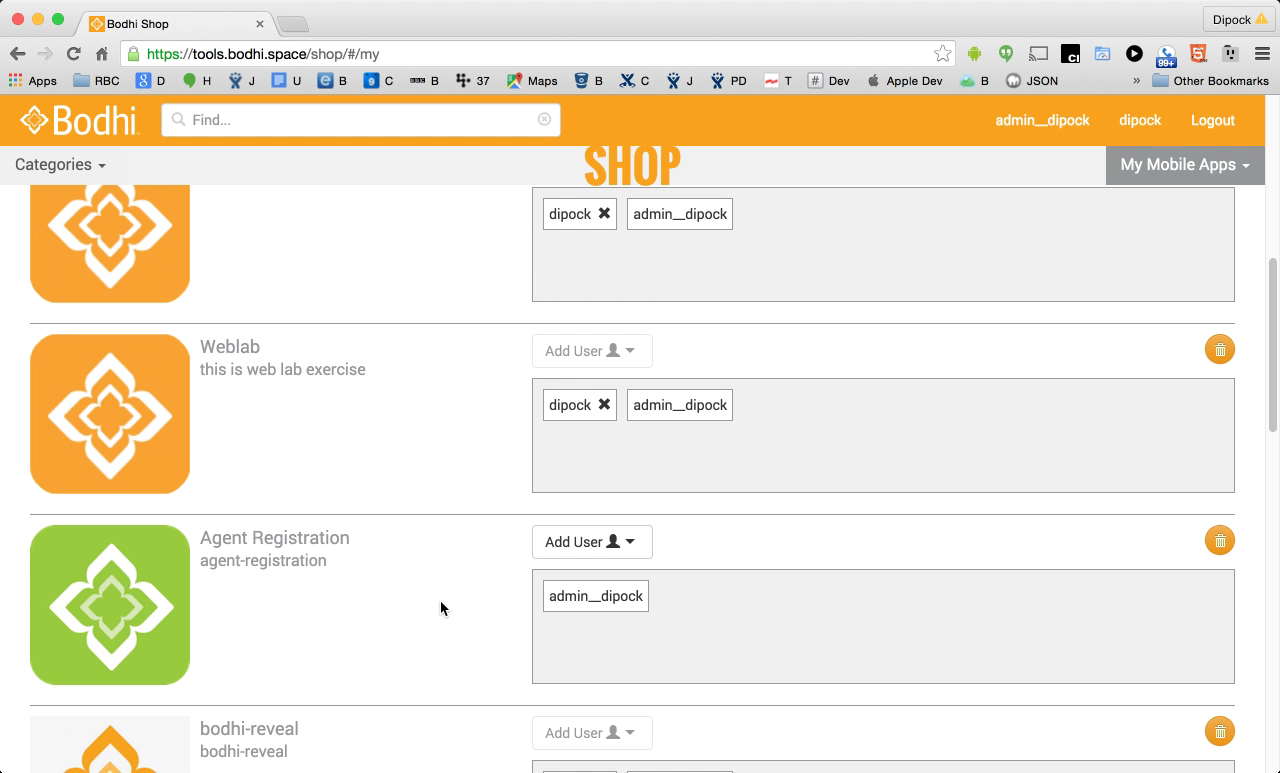 Bodhi Shop
Dipock
https://tools.bodhi.space/shop/#/my
99+
Apps RBC D H J U B C B 37 Maps B C J PD T Dev Apple Dev B JSON » Other Bookmarks
Bodhi Find... admin__dipock dipock Logout
Categories SHOP My Mobile Apps
dipock ✖ admin__dipock
Weblab
this is web lab exercise
Add User
dipock ✖ admin__dipock
Agent Registration
agent-registration
Add User
admin__dipock
bodhi-reveal
bodhi-reveal
Add User